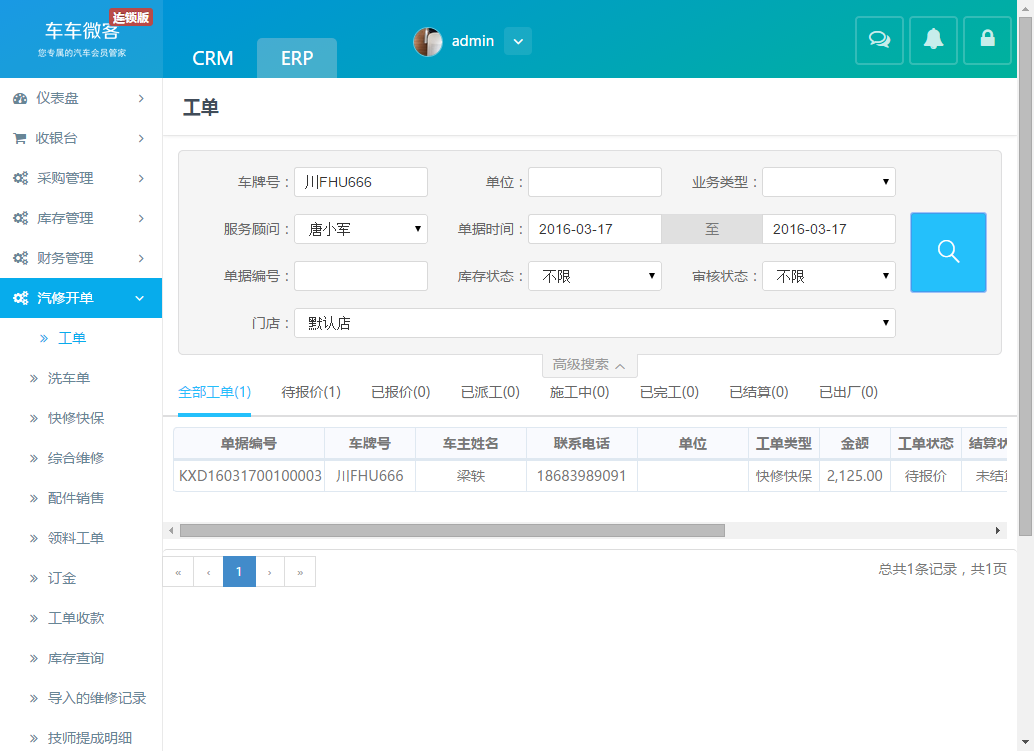 车车微客 连锁版
您专属的汽车会员管家
CRM ERP admin
仪表盘
收银台
采购管理
库存管理
财务管理
汽修开单
工单
洗车单
快修快保
综合维修
配件销售
领料工单
订金
工单收款
库存查询
导入的维修记录
技师提成明细
工单
车牌号： 川FHU666 单位： 业务类型：
服务顾问： 唐小军 单据时间： 2016-03-17 至 2016-03-17
单据编号： 库存状态： 不限 审核状态： 不限
门店： 默认店
高级搜索
全部工单(1) 待报价(1) 已报价(0) 已派工(0) 施工中(0) 已完工(0) 已结算(0) 已出厂(0)
单据编号 车牌号 车主姓名 联系电话 单位 工单类型 金额 工单状态 结算状
KXD16031700100003 川FHU666 梁轶 18683989091 快修快保 2,125.00 待报价 未结
« ‹ 1 › » 总共1条记录，共1页